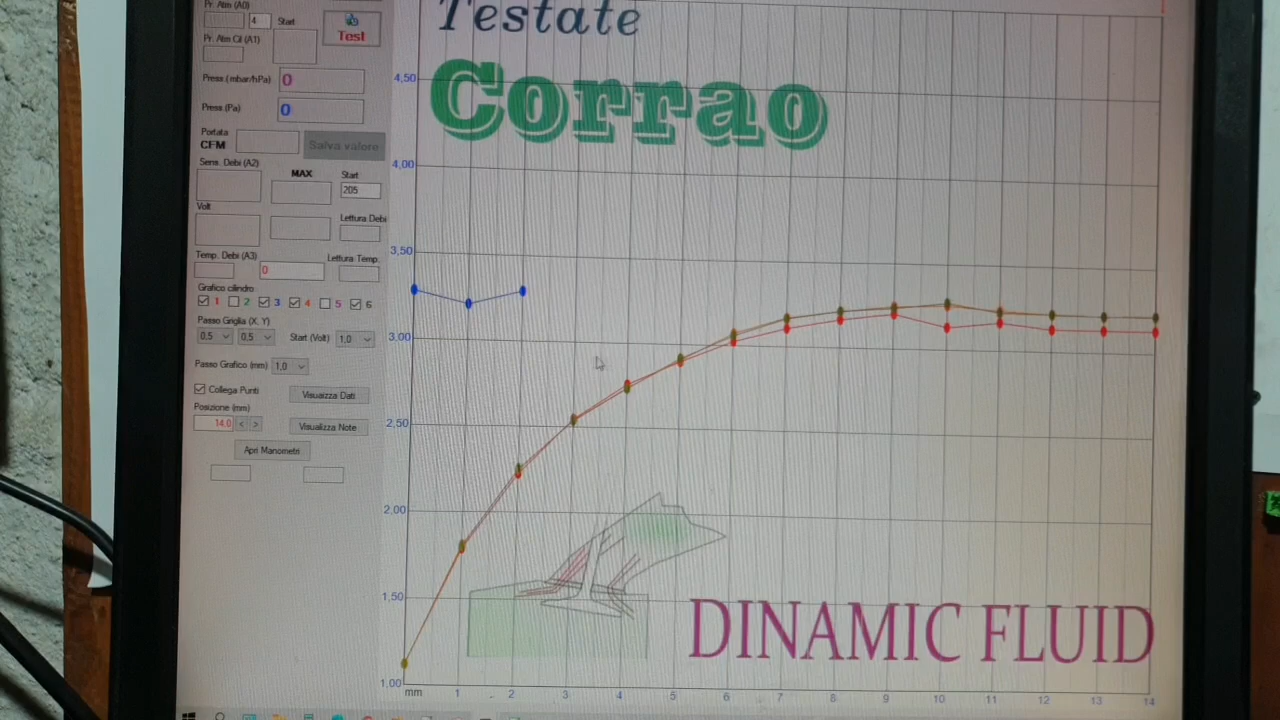 Pr. Atm (A0)
4 Start
Test
Pr. Atm Cil (A1)
Press (mbar/hPa) 0
Press (Pa) 0
Portata
CFM Salva valore
Sens. Debi (A2)
MAX Start
205
Volt
Lettura Debi
Temp. Debi (A3) Lettura Temp.
0
Grafico cilindro
1 2 3 4 5 6
Passo Griglia (X, Y)
0,5 0,5 Start (Volt) 1,0
Passo Grafico (mm) 1,0
Collega Punti Visuaizza Dati
Posizione (mm)
14,0 < > Visualizza Note
Apri Manometri
Testate
Corrao
4,50
4,00
3,50
3,00
2,50
2,00
1,50
1,00
DINAMIC FLUID
mm 1 2 3 4 5 6 7 8 9 10 11 12 13 14